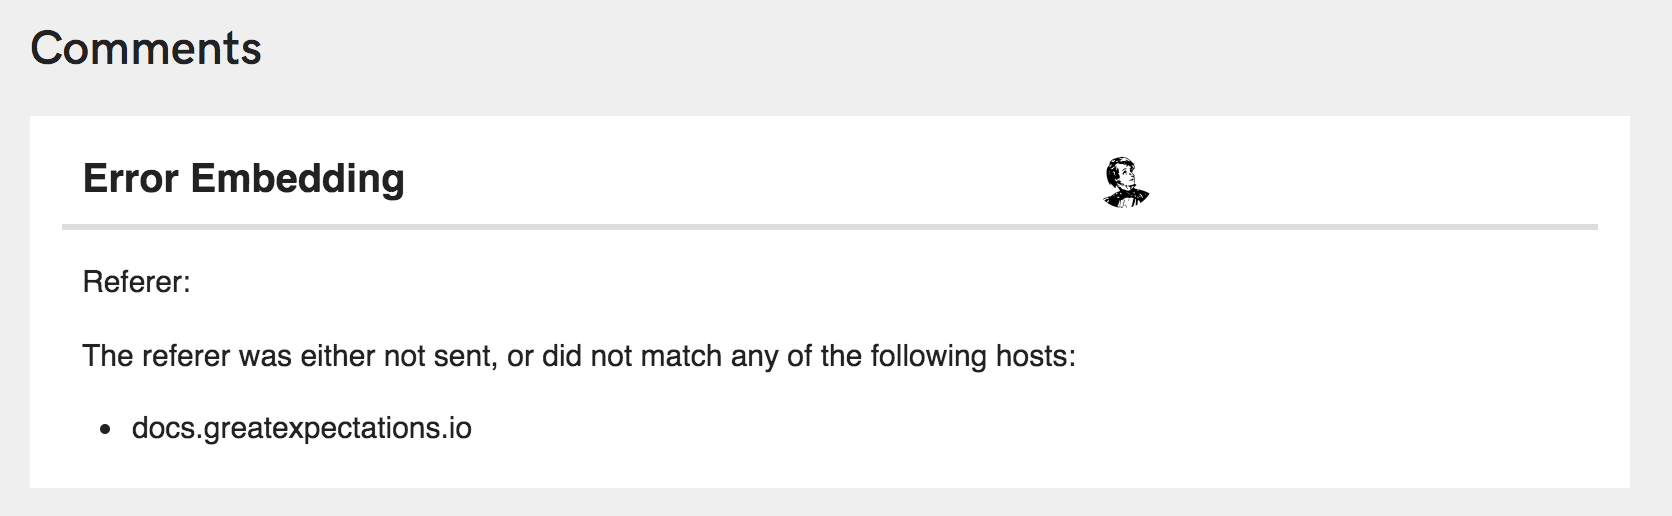 Comments
Error Embedding
Referer:
The referer was either not sent, or did not match any of the following hosts:
• docs.greatexpectations.io